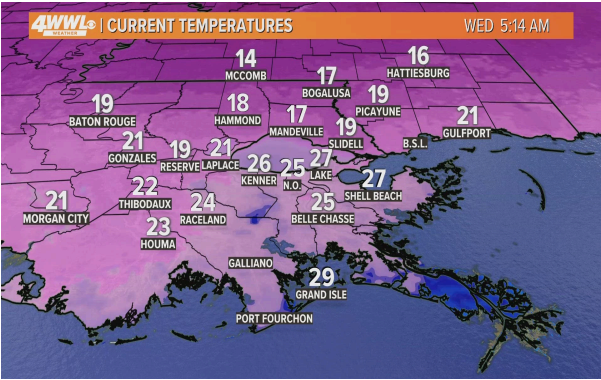 4WWL
WEATHER
CURRENT TEMPERATURES
WED 5:14 AM
14
MCCOMB
16
HATTIESBURG
17
BOGALUSA
19
BATON ROUGE
18
HAMMOND
17
MANDEVILLE
19
PICAYUNE
19
SLIDELL
B.S.L.
21
GULFPORT
21
GONZALES
19
RESERVE
21
LAPLACE
26
KENNER
25
N.O.
27
LAKE
27
SHELL BEACH
21
MORGAN CITY
22
THIBODAUX
24
RACELAND
25
BELLE CHASSE
23
HOUMA
GALLIANO
29
GRAND ISLE
PORT FOURCHON